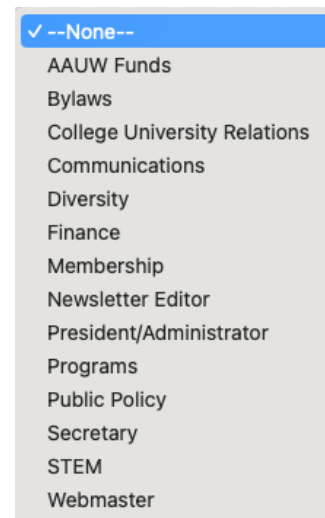 ✓ --None--
AAUW Funds
Bylaws
College University Relations
Communications
Diversity
Finance
Membership
Newsletter Editor
President/Administrator
Programs
Public Policy
Secretary
STEM
Webmaster